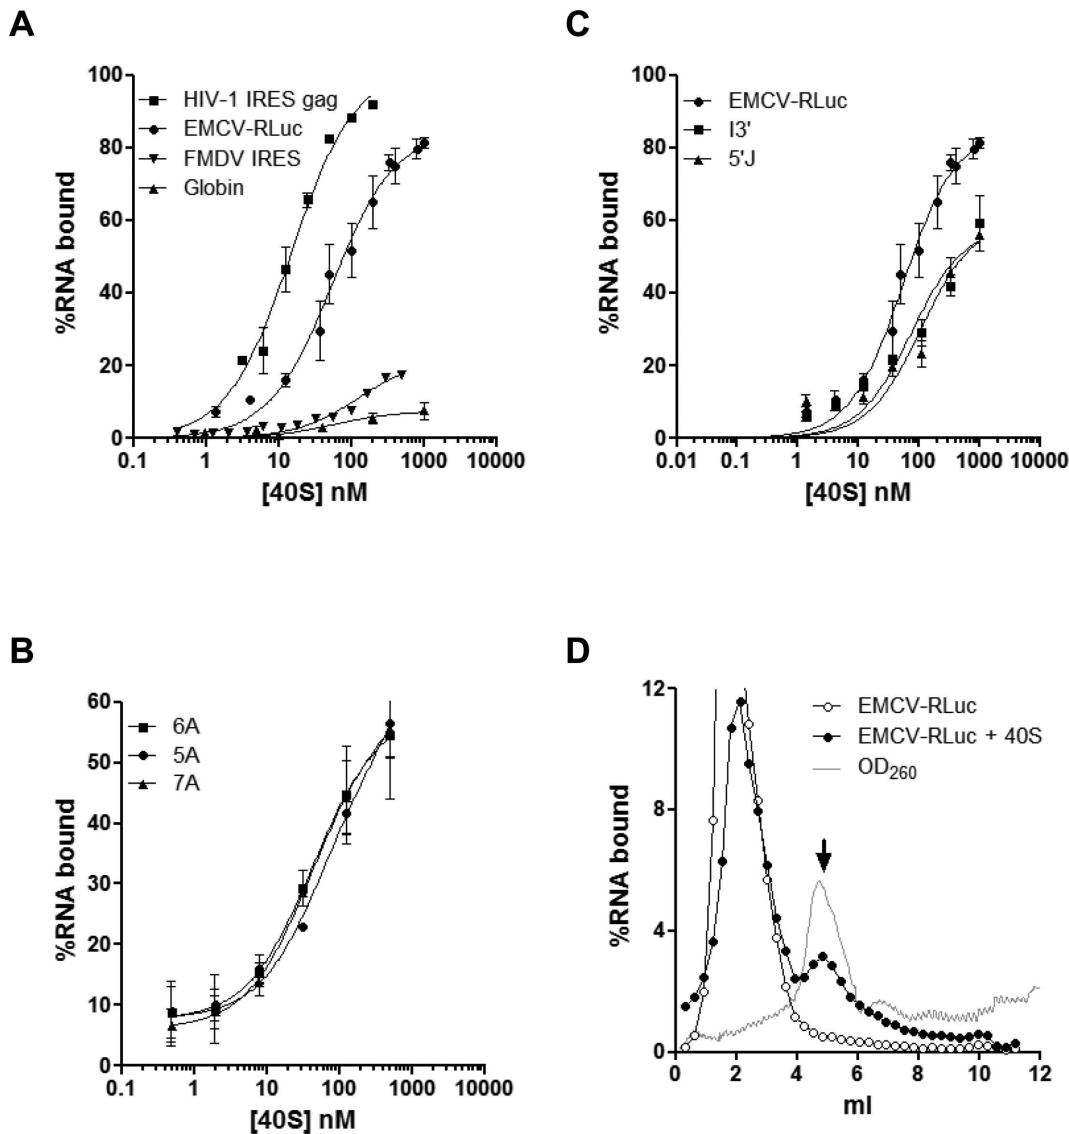 A
100
80
60
40
20
0
%RNA bound
HIV-1 IRES gag
EMCV-RLuc
FMDV IRES
Globin
0.1 1 10 100 1000 10000
[40S] nM
C
100
80
60
40
20
0
%RNA bound
EMCV-RLuc
I3'
5'J
0.01 0.1 1 10 100 1000 10000
[40S] nM
B
60
50
40
30
20
10
0
%RNA bound
6A
5A
7A
0.1 1 10 100 1000 10000
[40S] nM
D
12
8
4
0
%RNA bound
EMCV-RLuc
EMCV-RLuc + 40S
OD260
0 2 4 6 8 10 12
ml